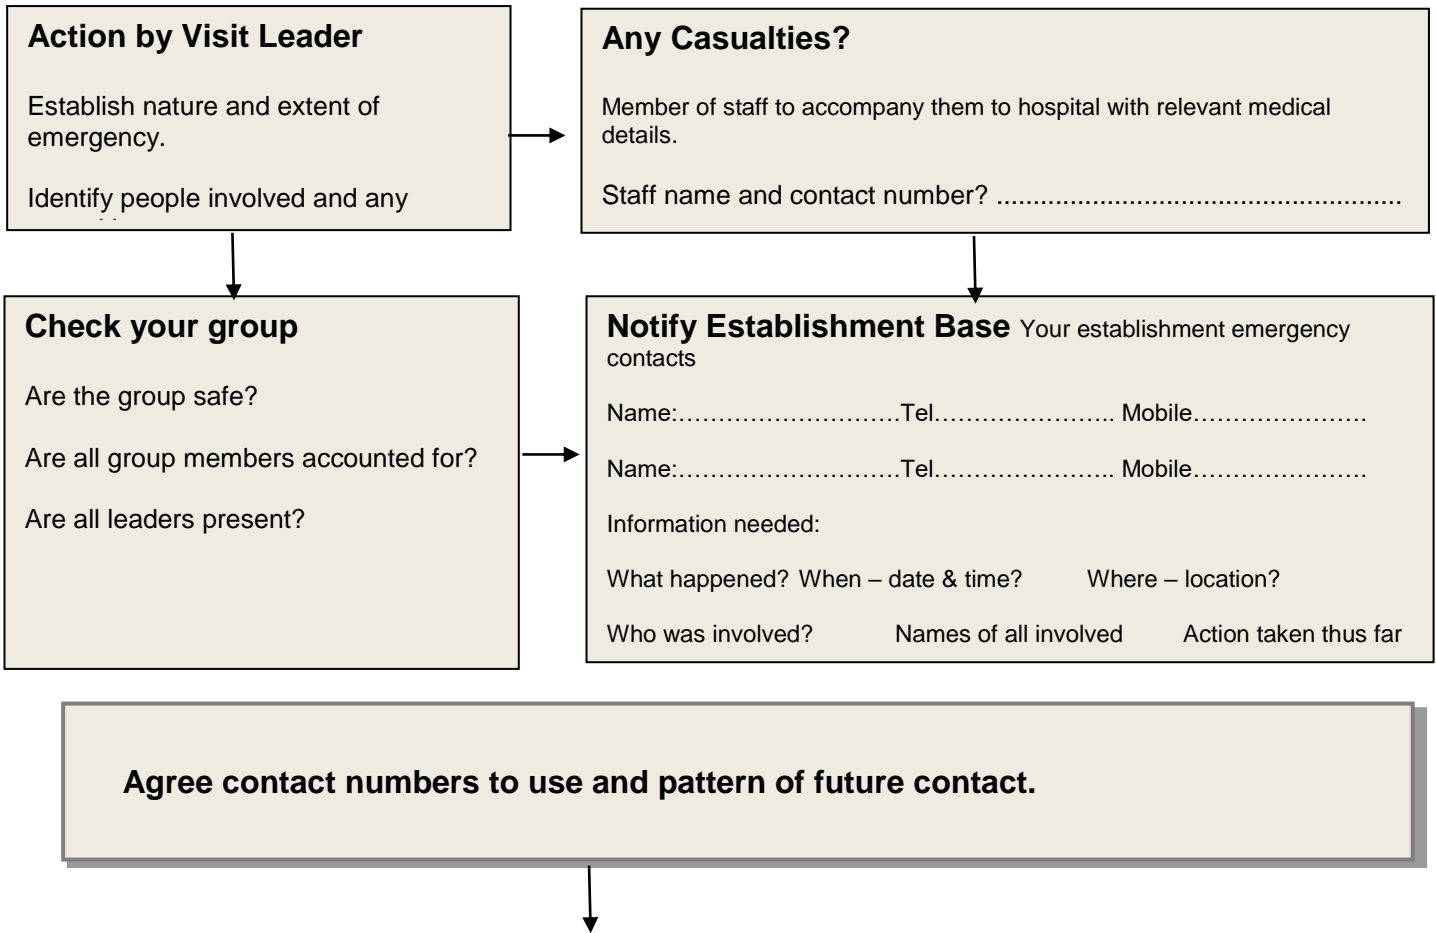 Action by Visit Leader
Establish nature and extent of
emergency.
Identify people involved and any
Any Casualties?
Member of staff to accompany them to hospital with relevant medical
details.
Staff name and contact number? .......................................................
Check your group
Are the group safe?
Are all group members accounted for?
Are all leaders present?
Notify Establishment Base Your establishment emergency
contacts
Name:……………………….Tel………………….. Mobile………………….
Name:……………………….Tel………………….. Mobile………………….
Information needed:
What happened? When – date & time? Where – location?
Who was involved? Names of all involved Action taken thus far
Agree contact numbers to use and pattern of future contact.